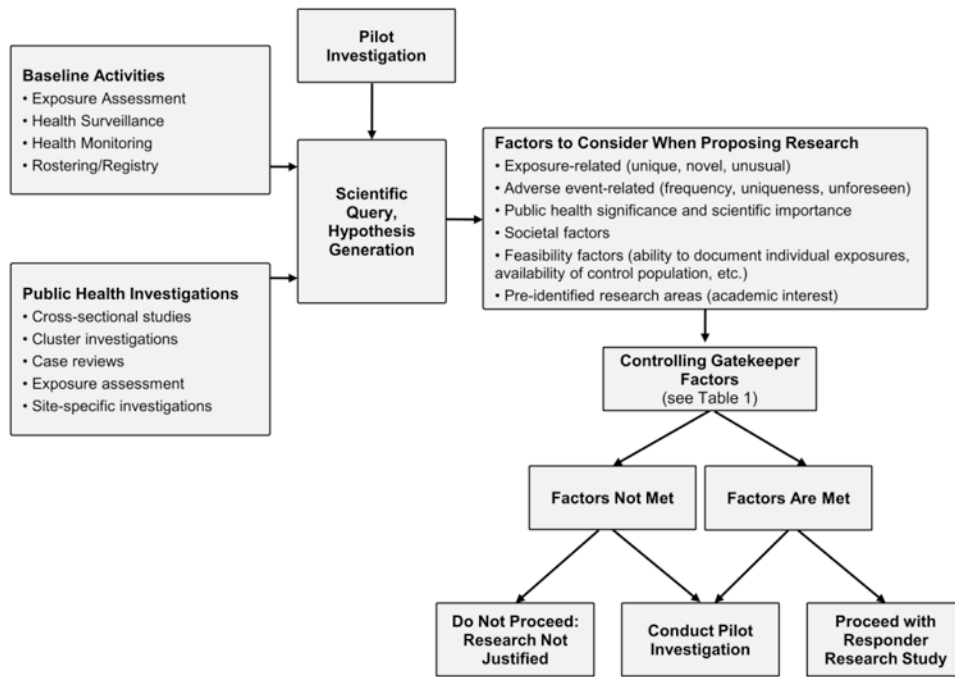 Pilot
Investigation
Baseline Activities
• Exposure Assessment
• Health Surveillance
• Health Monitoring
• Rostering/Registry
Scientific
Query,
Hypothesis
Generation
Public Health Investigations
• Cross-sectional studies
• Cluster investigations
• Case reviews
• Exposure assessment
• Site-specific investigations
Factors to Consider When Proposing Research
• Exposure-related (unique, novel, unusual)
• Adverse event-related (frequency, uniqueness, unforeseen)
• Public health significance and scientific importance
• Societal factors
• Feasibility factors (ability to document individual exposures,
availability of control population, etc.)
• Pre-identified research areas (academic interest)
Controlling Gatekeeper
Factors
(see Table 1)
Factors Not Met
Factors Are Met
Do Not Proceed:
Research Not
Justified
Conduct Pilot
Investigation
Proceed with
Responder
Research Study